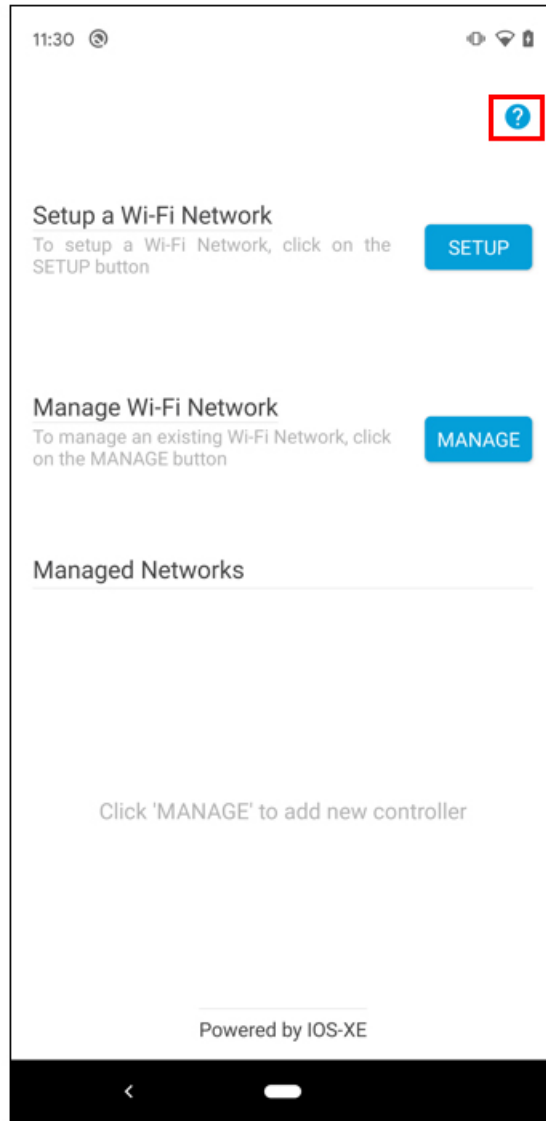 11:30
?
Setup a Wi-Fi Network
To setup a Wi-Fi Network, click on the
SETUP button
SETUP
Manage Wi-Fi Network
To manage an existing Wi-Fi Network, click
on the MANAGE button
MANAGE
Managed Networks
Click 'MANAGE' to add new controller
Powered by IOS-XE